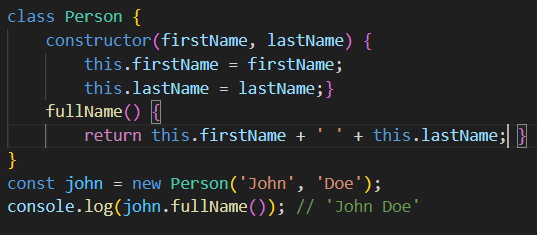 class Person {
    constructor(firstName, lastName) {
        this.firstName = firstName;
        this.lastName = lastName;}
    fullName() {
        return this.firstName + ' ' + this.lastName; }
}
const john = new Person('John', 'Doe');
console.log(john.fullName()); // 'John Doe'